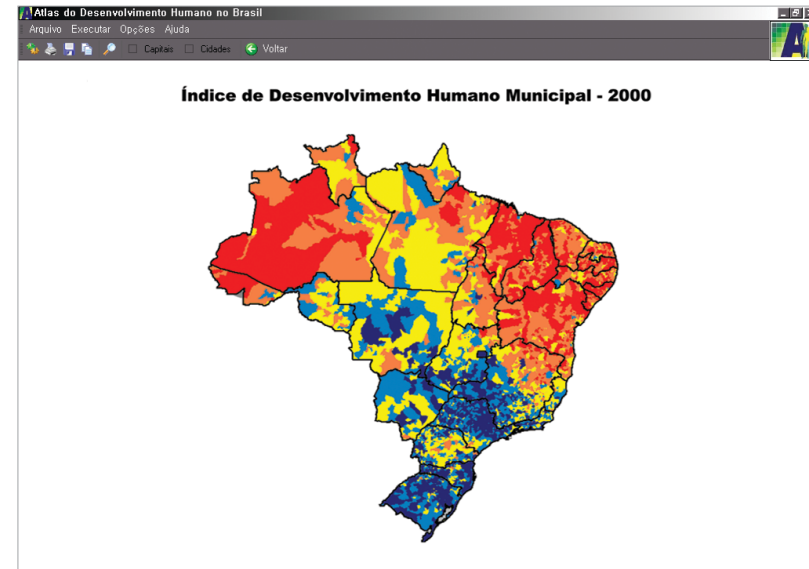 Atlas do Desenvolvimento Humano no Brasil
Arquivo Executar Opções Ajuda
Capitais Cidades Voltar
Índice de Desenvolvimento Humano Municipal - 2000